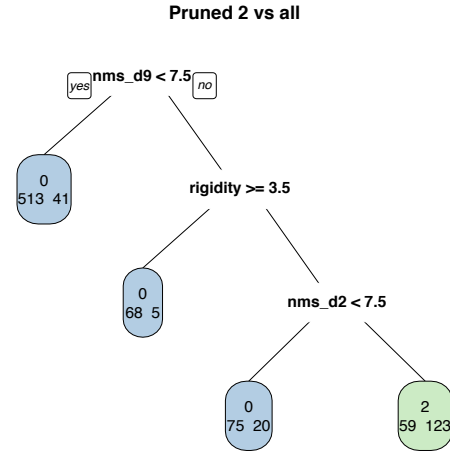 Pruned 2 vs all
yes nms_d9 < 7.5 no
0
513 41
rigidity >= 3.5
0
68 5
nms_d2 < 7.5
0
75 20
2
59 123